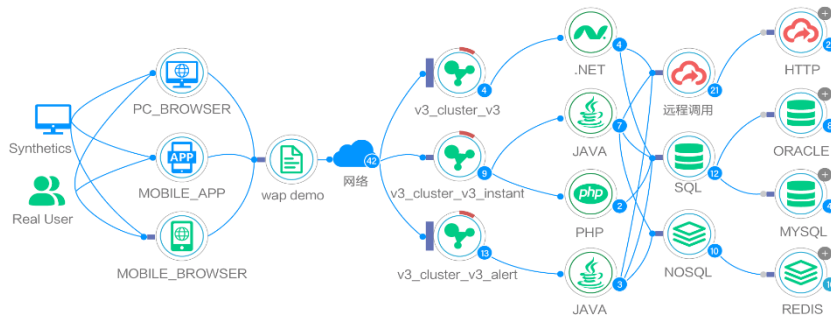 Synthetics
Real User
PC_BROWSER
APP
MOBILE_APP
MOBILE_BROWSER
wap demo
42
网络
4
v3_cluster_v3
9
v3_cluster_v3_instant
13
v3_cluster_v3_alert
4
.NET
7
JAVA
php
2
PHP
3
JAVA
21
远程调用
12
SQL
10
NOSQL
HTTP
ORACLE
MYSQL
REDIS